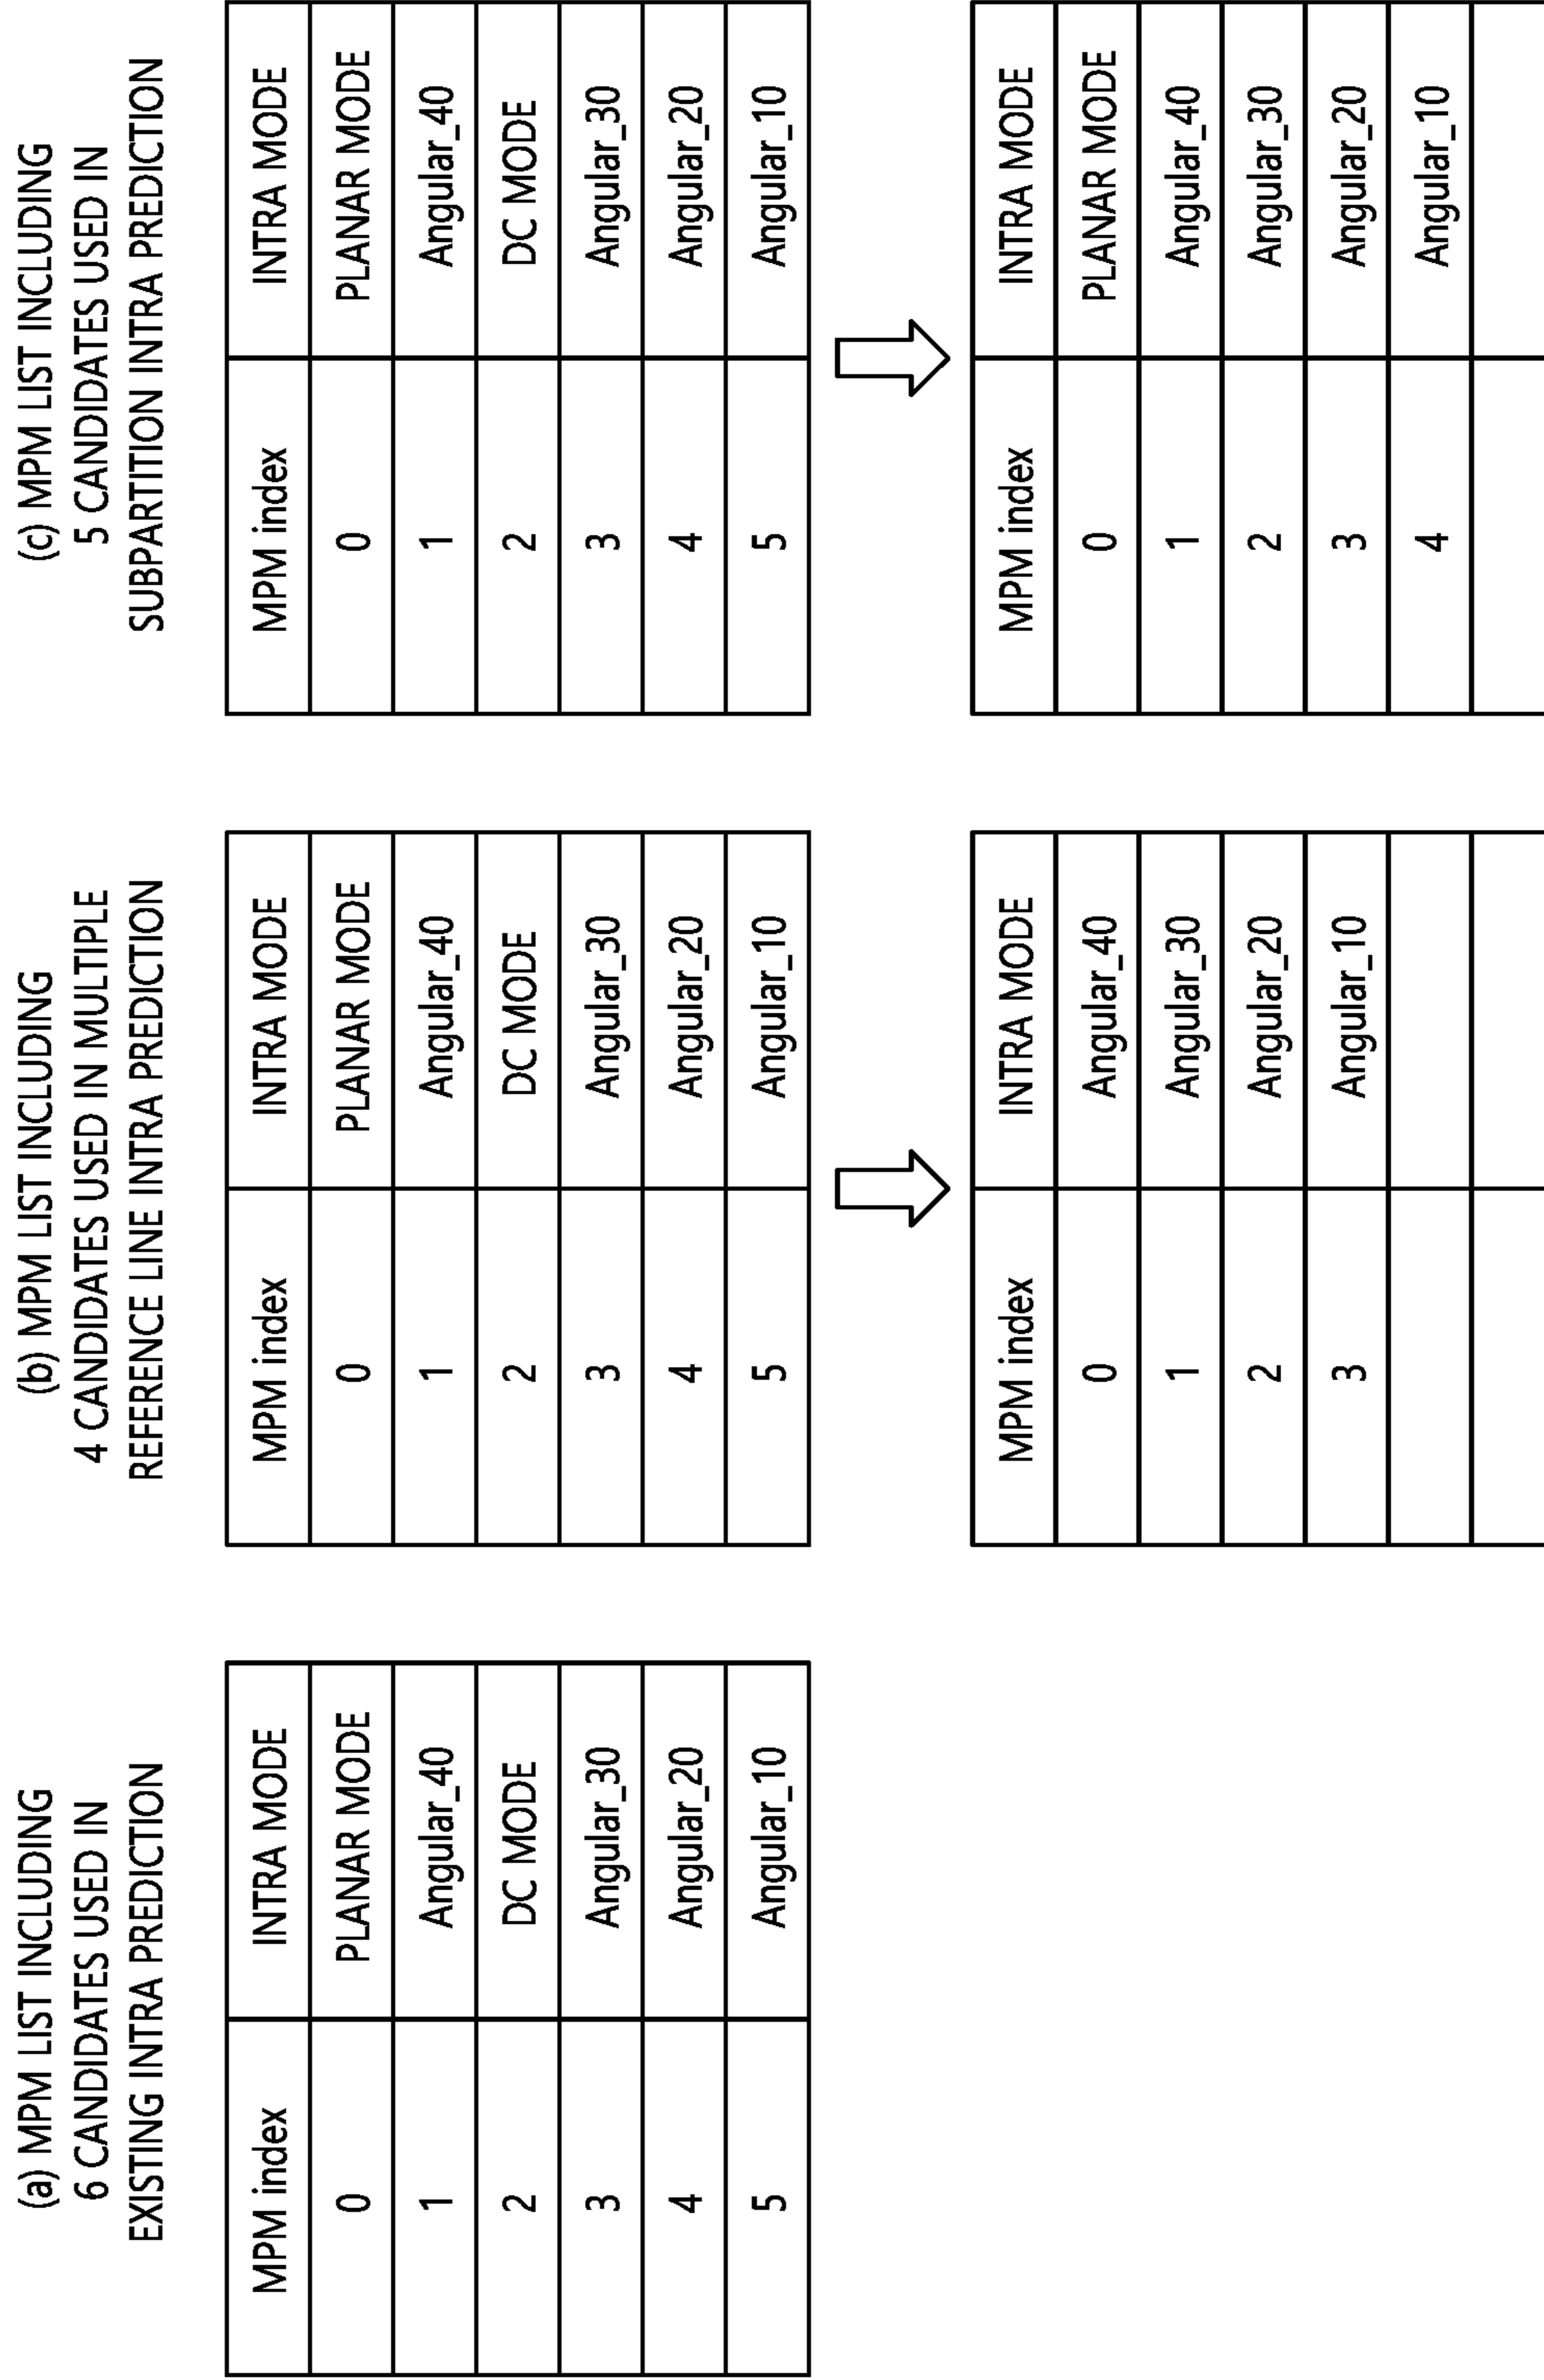 (a) MPM LIST INCLUDING
6 CANDIDATES USED IN
EXISTING INTRA PREDICTION
MPM index INTRA MODE
0 PLANAR MODE
1 Angular_40
2 DC MODE
3 Angular_30
4 Angular_20
5 Angular_10
(b) MPM LIST INCLUDING
4 CANDIDATES USED IN MULTIPLE
REFERENCE LINE INTRA PREDICTION
MPM index INTRA MODE
0 PLANAR MODE
1 Angular_40
2 DC MODE
3 Angular_30
4 Angular_20
5 Angular_10
MPM index INTRA MODE
0 Angular_40
1 Angular_30
2 Angular_20
3 Angular_10
(c) MPM LIST INCLUDING
5 CANDIDATES USED IN
SUBPARTITION INTRA PREDICTION
MPM index INTRA MODE
0 PLANAR MODE
1 Angular_40
2 DC MODE
3 Angular_30
4 Angular_20
5 Angular_10
MPM index INTRA MODE
0 PLANAR MODE
1 Angular_40
2 Angular_30
3 Angular_20
4 Angular_10